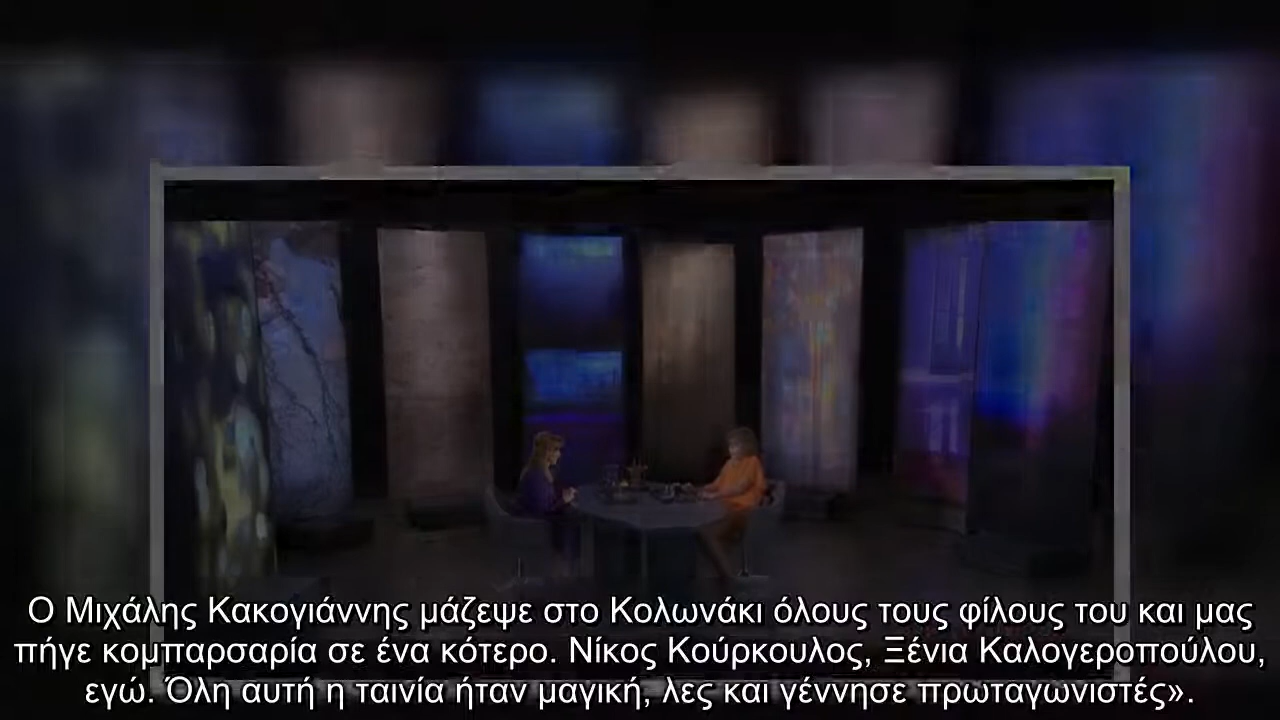 Ο Μιχάλης Κακογιάννης μάζεψε στο Κολωνάκι όλους τους φίλους του και μας
πήγε κομπαρσαρία σε ένα κότερο. Νίκος Κούρκουλος, Ξένια Καλογεροπούλου,
εγώ. Όλη αυτή η ταινία ήταν μαγική, λες και γέννησε πρωταγωνιστές».